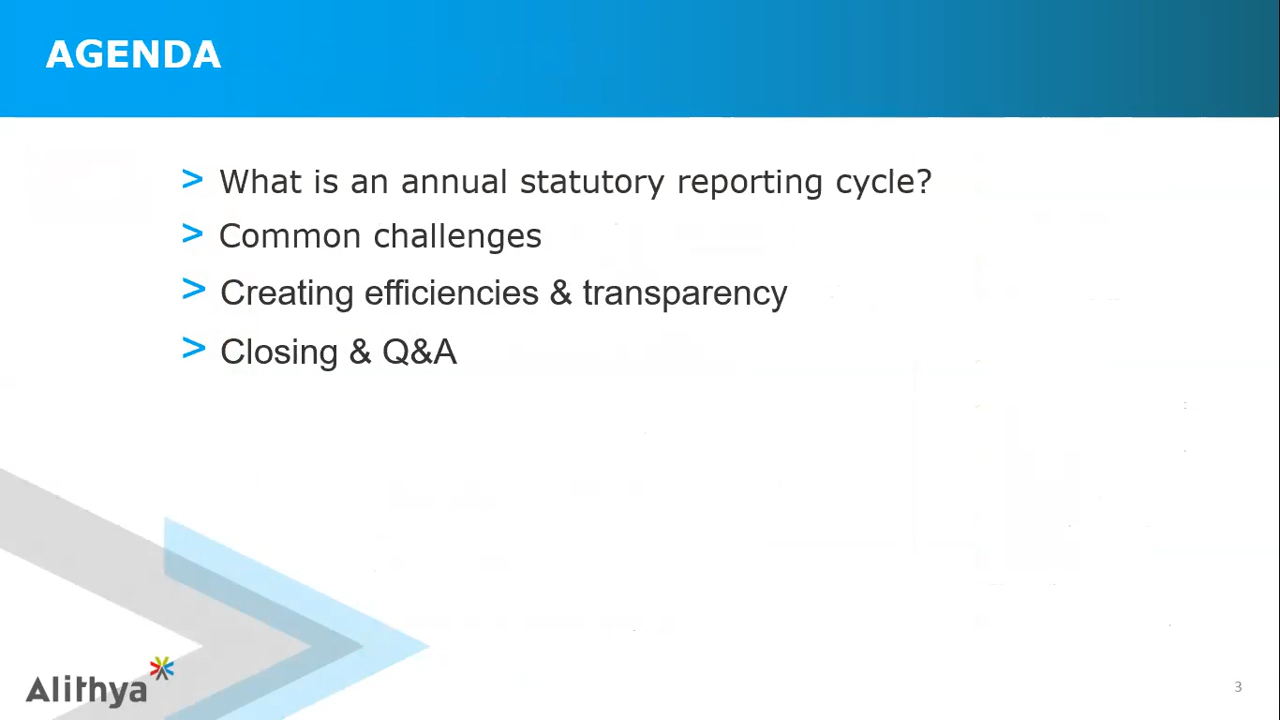 AGENDA
> What is an annual statutory reporting cycle?
> Common challenges
> Creating efficiencies & transparency
> Closing & Q&A
Alithya
3